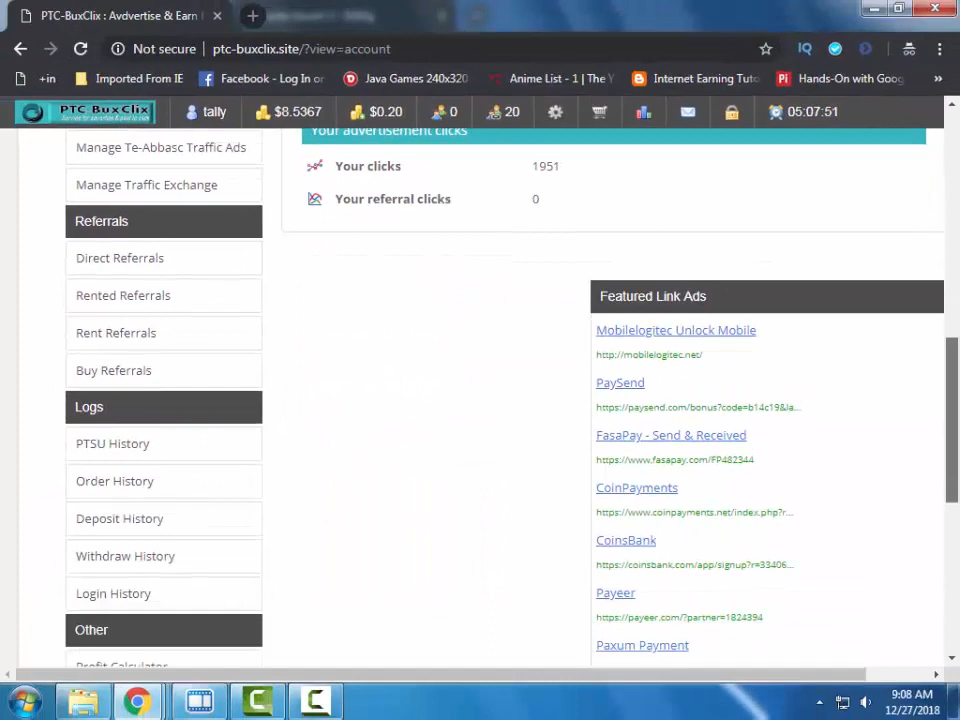 PTC-BuxClix : Avdvertise & Earn
Not secure
ptc-buxclix.site/?view=account
IQ
+in
Imported From IE
Facebook - Log In or
Java Games 240x320
Anime List - 1 | The
Internet Earning Tuto
Hands-On with Goog
»
PTC BuxClix
tally
$8.5367
$0.20
0
20
05:07:51
Your advertisement clicks
Manage Te-Abbasc Traffic Ads
Your clicks
1951
Manage Traffic Exchange
Your referral clicks
0
Referrals
Direct Referrals
Rented Referrals
Rent Referrals
Buy Referrals
Logs
PTSU History
Order History
Deposit History
Withdraw History
Login History
Other
Profit Calculator
Featured Link Ads
Mobilelogitec Unlock Mobile
http://mobilelogitec.net/
PaySend
https://paysend.com/bonus?code=b14c19&la...
FasaPay - Send & Received
https://www.fasapay.com/FP482344
CoinPayments
https://www.coinpayments.net/index.php?r...
CoinsBank
https://coinsbank.com/app/signup?r=33406...
Payeer
https://payeer.com/?partner=1824394
Paxum Payment
9:08 AM
12/27/2018